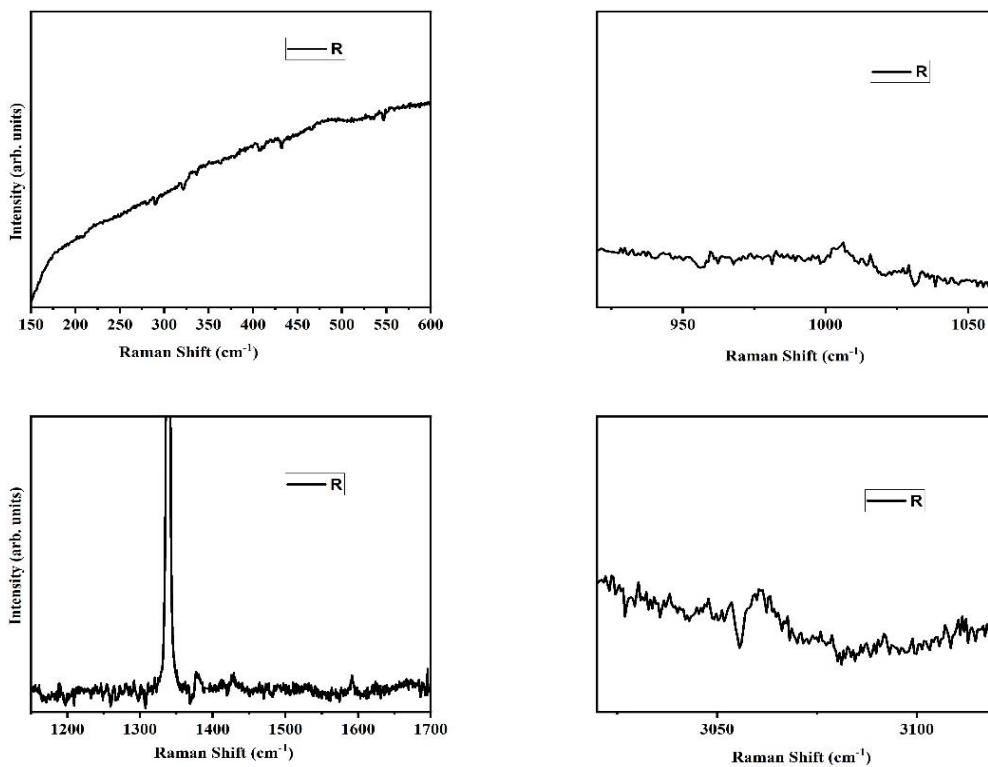 R
Intensity (arb. units)
150 200 250 300 350 400 450 500 550 600
Raman Shift (cm⁻¹)
R
950 1000 1050
Raman Shift (cm⁻¹)
R
Intensity (arb. units)
1200 1300 1400 1500 1600 1700
Raman Shift (cm⁻¹)
R
3050 3100
Raman Shift (cm⁻¹)